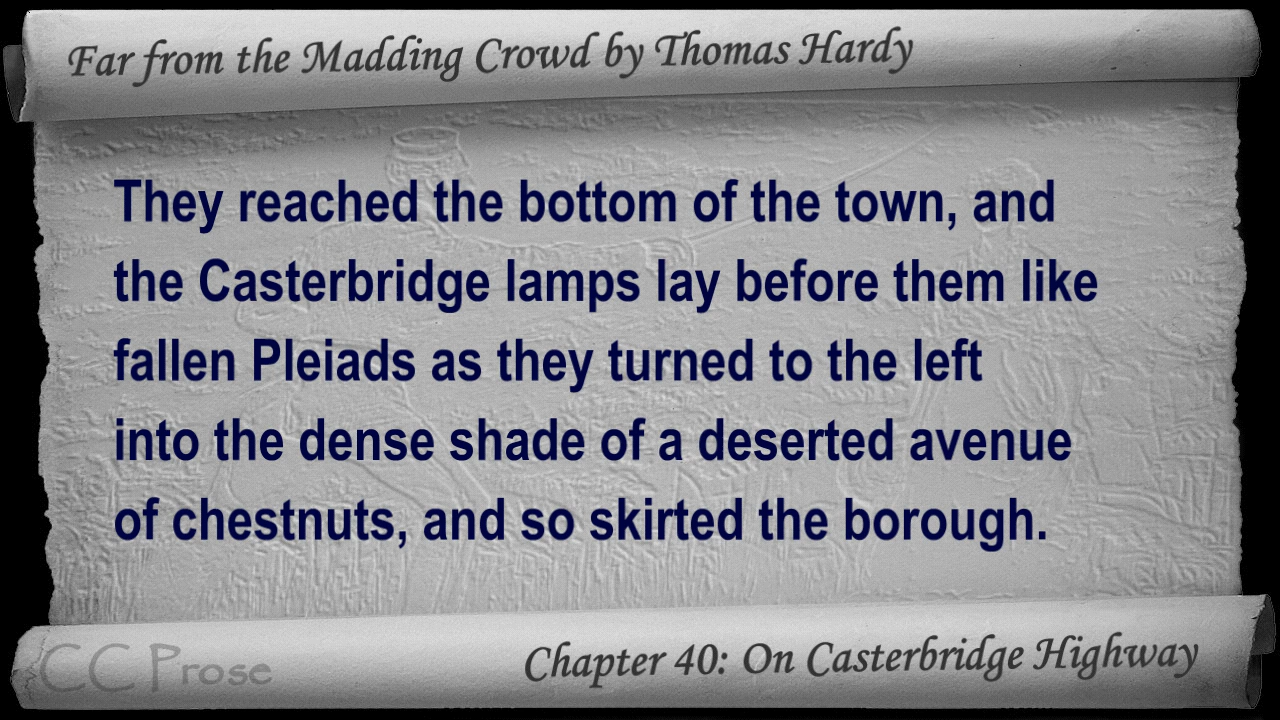 Far from the Madding Crowd by Thomas Hardy
They reached the bottom of the town, and
the Casterbridge lamps lay before them like
fallen Pleiads as they turned to the left
into the dense shade of a deserted avenue
of chestnuts, and so skirted the borough.
CC Prose
Chapter 40: On Casterbridge Highway